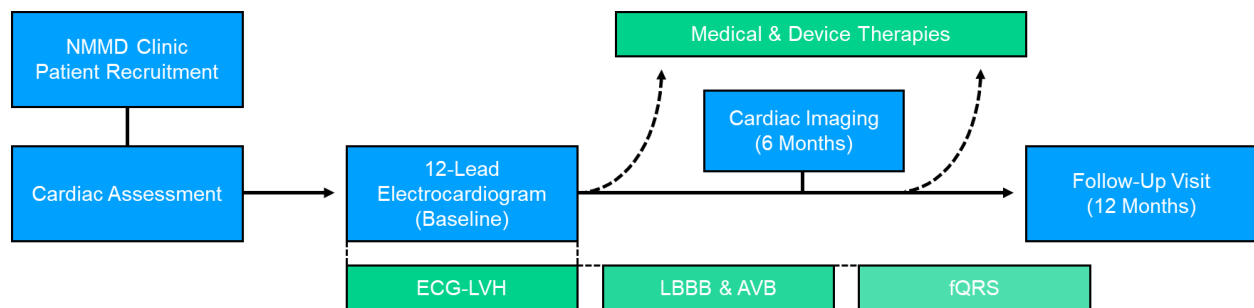 NMMD Clinic
Patient Recruitment
Medical & Device Therapies
Cardiac Imaging
(6 Months)
Cardiac Assessment
12-Lead
Electrocardiogram
(Baseline)
Follow-Up Visit
(12 Months)
ECG-LVH
LBBB & AVB
fQRS